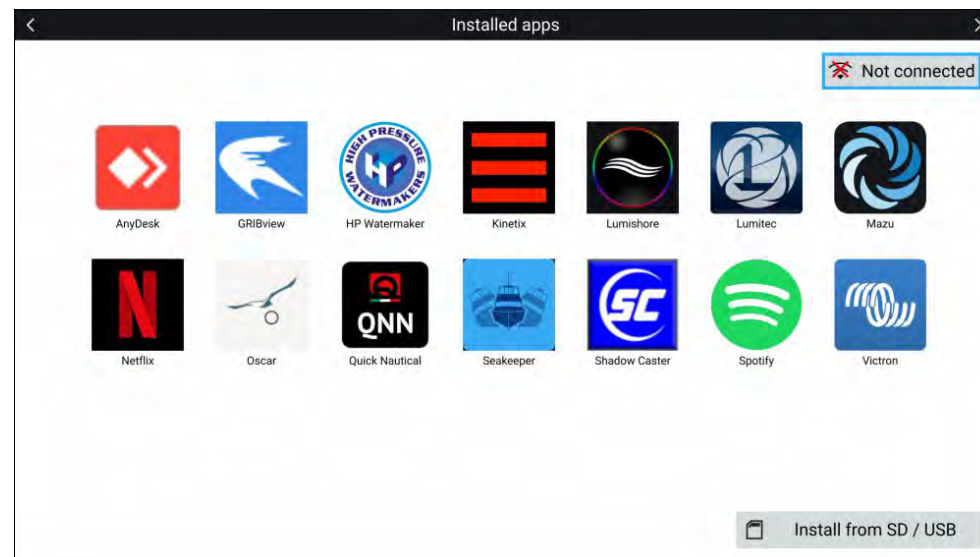 Installed apps
Not connected
HIGH PRESSURE
HP
WATERMAKERS
L
AnyDesk
GRIBview
HP Watermaker
Kinetix
Lumishore
Lumitec
Mazu
N
QNN
SC
Netflix
Oscar
Quick Nautical
Seakeeper
Shadow Caster
Spotify
Victron
Install from SD / USB